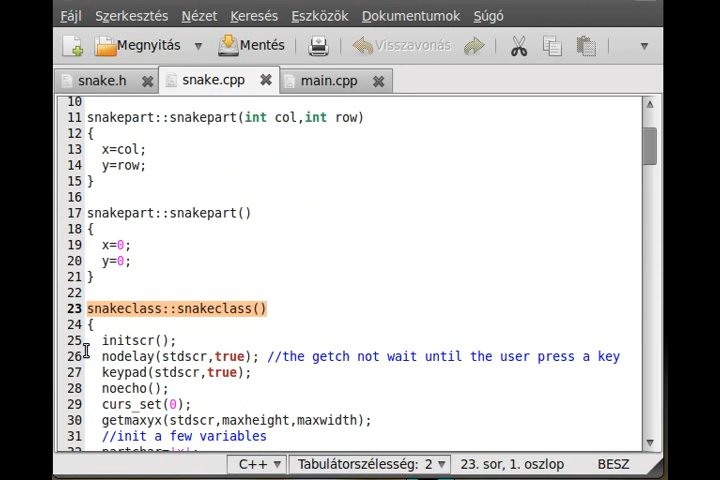 Fájl Szerkesztés Nézet Keresés Eszközök Dokumentumok Súgó
Megnyitás Mentés Visszavonás
snake.h snake.cpp main.cpp
10
11 snakepart::snakepart(int col,int row)
12 {
13 x=col;
14 y=row;
15 }
16
17 snakepart::snakepart()
18 {
19 x=0;
20 y=0;
21 }
22
23 snakeclass::snakeclass()
24 {
25 initscr();
26 nodelay(stdscr,true); //the getch not wait until the user press a key
27 keypad(stdscr,true);
28 noecho();
29 curs_set(0);
30 getmaxyx(stdscr,maxheight,maxwidth);
31 //init a few variables
32 partchar='x';
C++ Tabulátorszélesség: 2 23. sor, 1. oszlop BESZ